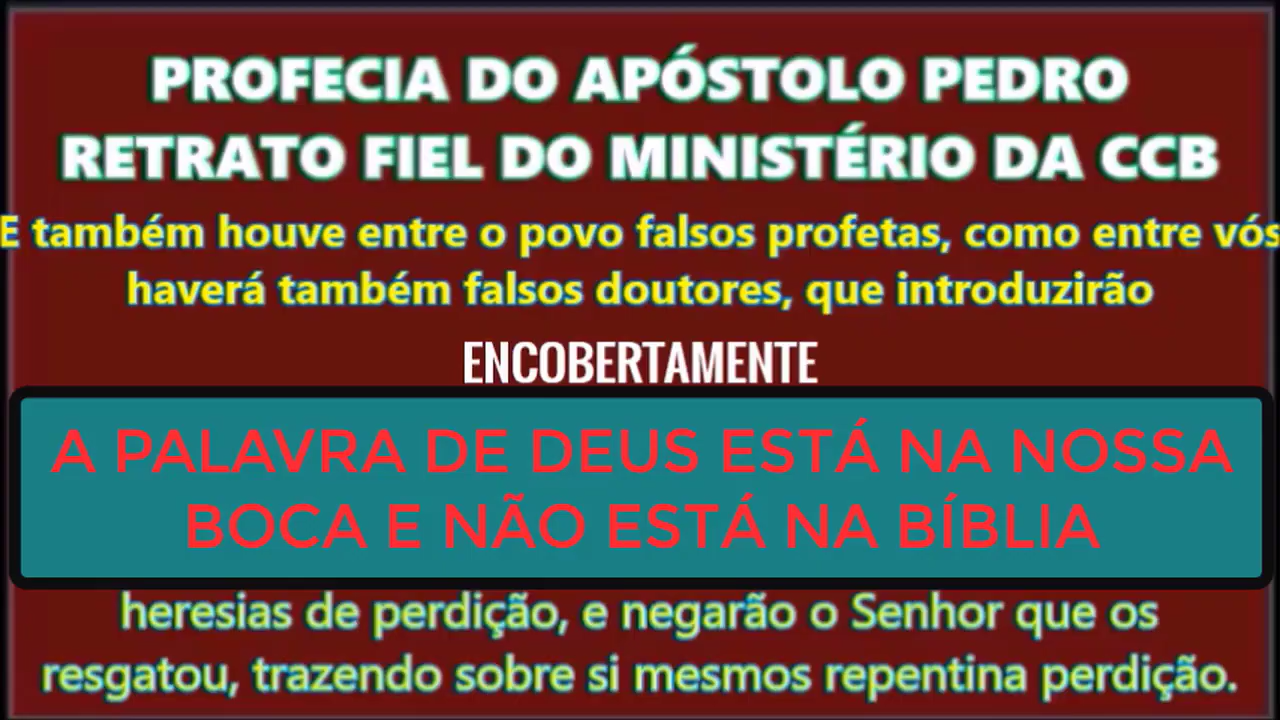 PROFECIA DO APÓSTOLO PEDRO
RETRATO FIEL DO MINISTÉRIO DA CCB
E também houve entre o povo falsos profetas, como entre vós
haverá também falsos doutores, que introduzirão
ENCOBERTAMENTE
A PALAVRA DE DEUS ESTÁ NA NOSSA
BOCA E NÃO ESTÁ NA BÍBLIA
heresias de perdição, e negarão o Senhor que os
resgatou, trazendo sobre si mesmos repentina perdição.